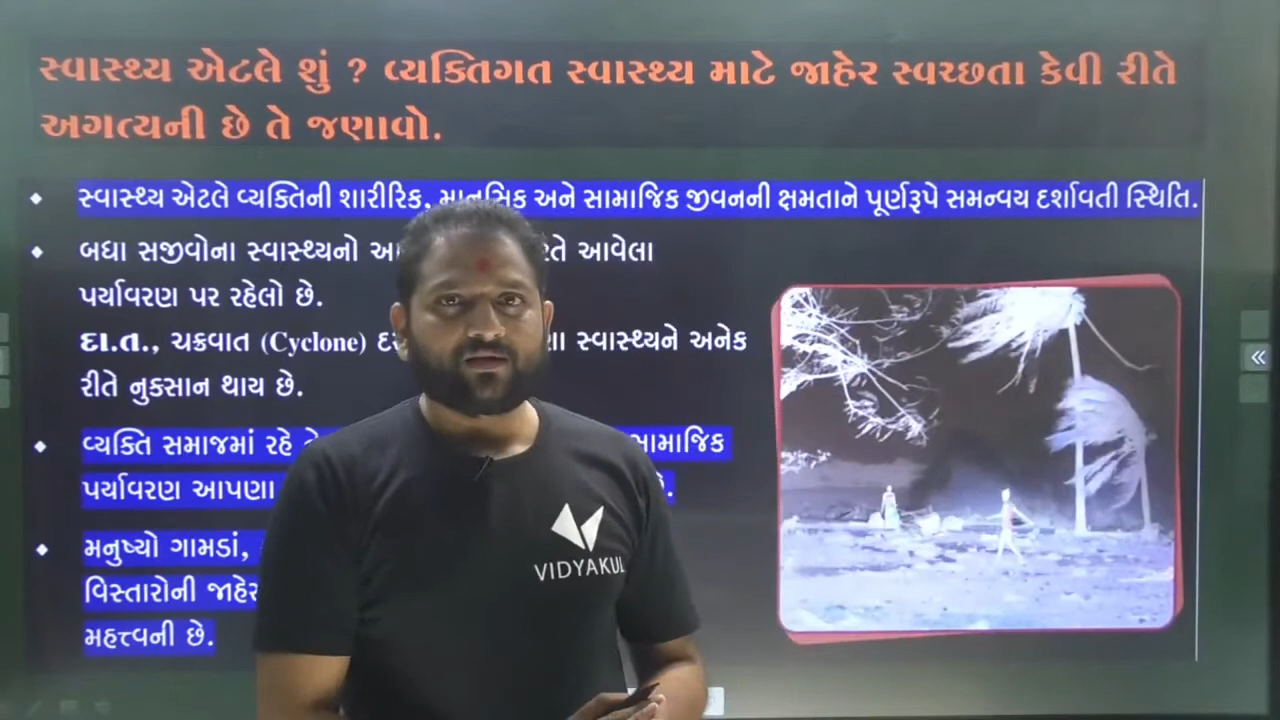 સ્વાસ્થ્ય એટલે શું ? વ્યક્તિગત સ્વાસ્થ્ય માટે જાહેર સ્વચ્છતા કેવી રીતે
અગત્યની છે તે જણાવો.
સ્વાસ્થ્ય એટલે વ્યક્તિની શારીરિક, માનસિક અને સામાજિક જીવનની ક્ષમતાને પૂર્ણરૂપે સમન્વય દર્શાવતી સ્થિતિ.
બધા સજીવોના સ્વાસ્થ્યનો આવેલા
પર્યાવરણ પર રહેલો છે.
દા.ત., ચક્રવાત (Cyclone) સ્વાસ્થ્યને અનેક
રીતે નુકસાન થાય છે.
વ્યક્તિ સમાજમાં રહે સામાજિક
પર્યાવરણ આપણા
મનુષ્યો ગામડાં,
વિસ્તારોની જાહેર
મહત્ત્વની છે.
VIDYAKUL